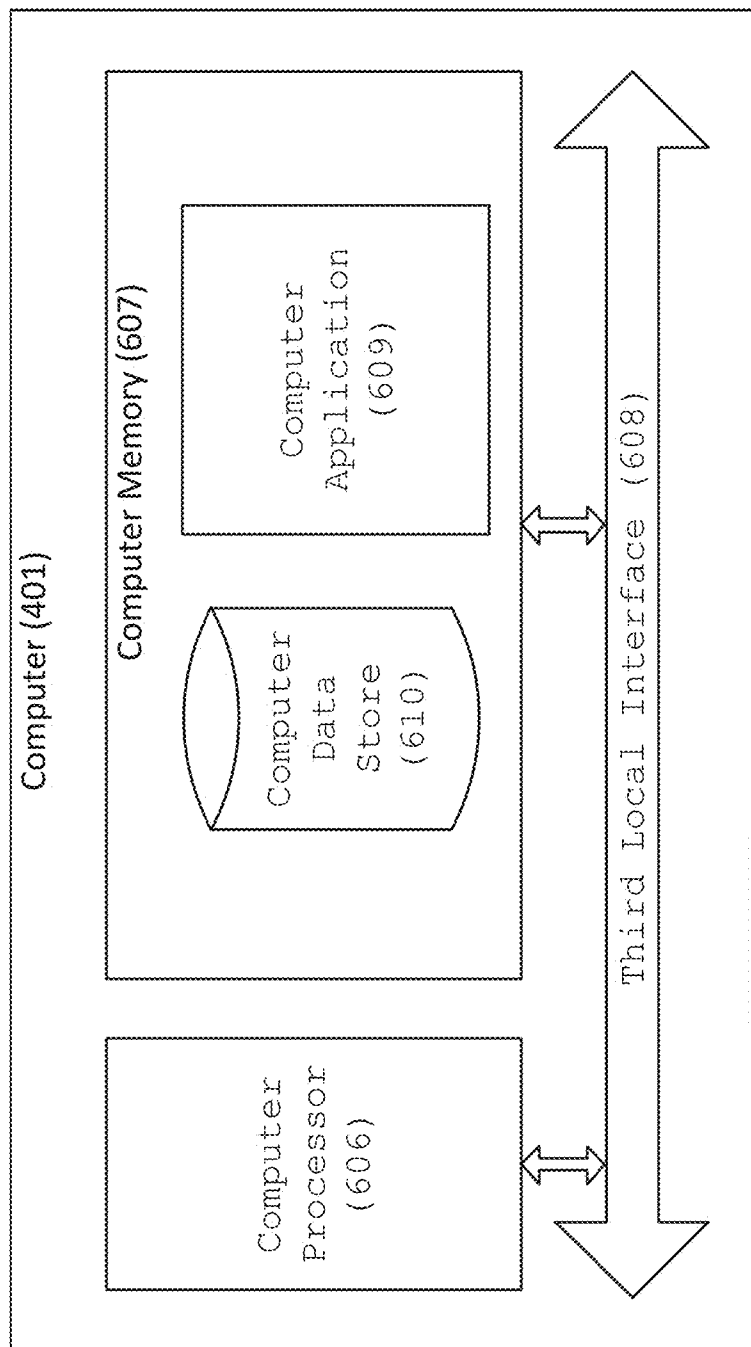 Computer (401)
Computer Memory (607)
Computer
Processor
(606)
Computer
Data
Store
(610)
Computer
Application
(609)
Third Local Interface (608)